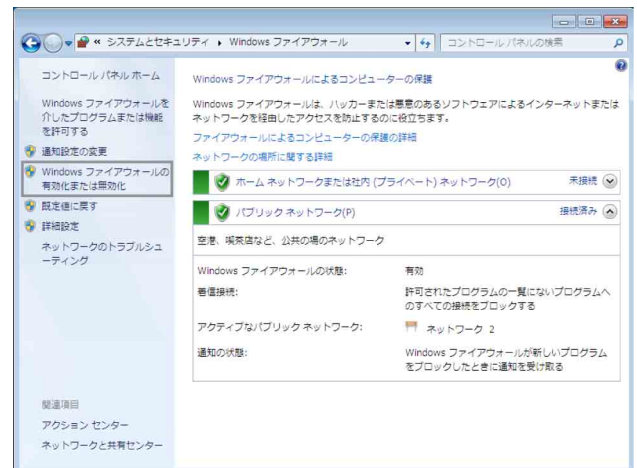 « システムとセキュリティ ▸ Windows ファイアウォール
コントロール パネルの検索
コントロール パネル ホーム
Windows ファイアウォールを
介したプログラムまたは機能
を許可する
通知設定の変更
Windows ファイアウォールの
有効化または無効化
既定値に戻す
詳細設定
ネットワークのトラブルシュ
ーティング
関連項目
アクション センター
ネットワークと共有センター
Windows ファイアウォールによるコンピューターの保護
Windows ファイアウォールは、ハッカーまたは悪意のあるソフトウェアによるインターネットまたは
ネットワークを経由したアクセスを防止するのに役立ちます。
ファイアウォールによるコンピューターの保護の詳細
ネットワークの場所に関する詳細
ホーム ネットワークまたは社内 (プライベート) ネットワーク(O) 未接続
パブリック ネットワーク(P) 接続済み
空港、喫茶店など、公共の場のネットワーク
Windows ファイアウォールの状態: 有効
着信接続: 許可されたプログラムの一覧にないプログラムへ
のすべての接続をブロックする
アクティブなパブリック ネットワーク: ネットワーク 2
通知の状態: Windows ファイアウォールが新しいプログラム
をブロックしたときに通知を受け取る